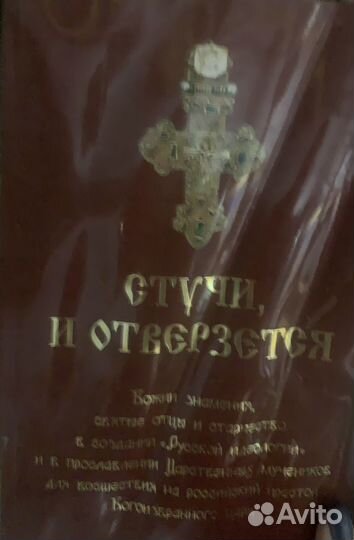 СТУЧИ,
И ОТВЕРЗЕТСЯ
Божии знамения,
святые отцы и старчество
в создании «Русской идеологии»
и в прославлении Царственных Мучеников
для восшествия на российский престол
Богоизбранного Царя
Avito